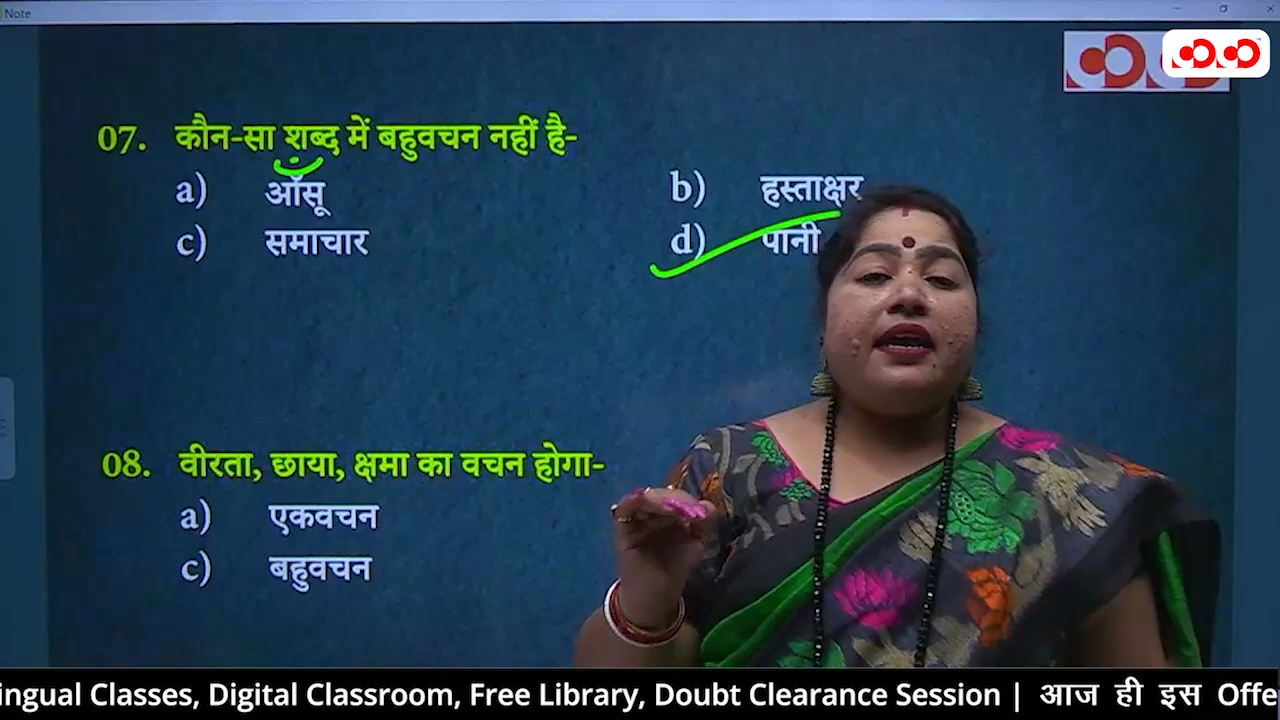 Note
07. कौन-सा शब्द में बहुवचन नहीं है-
a) आँसू b) हस्ताक्षर
c) समाचार d) पानी
08. वीरता, छाया, क्षमा का वचन होगा-
a) एकवचन
c) बहुवचन
ingual Classes, Digital Classroom, Free Library, Doubt Clearance Session | आज ही इस Offe